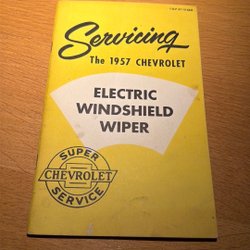 Servicing
The 1957 CHEVROLET
ELECTRIC
WINDSHIELD
WIPER
SUPER
CHEVROLET
SERVICE